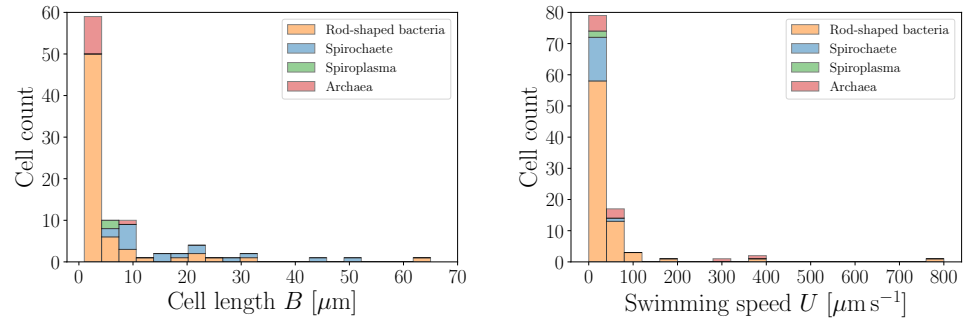 60
50
40
30
20
10
0
Cell count
0 10 20 30 40 50 60 70
Cell length B [μm]
Rod-shaped bacteria
Spirochaete
Spiroplasma
Archaea
80
70
60
50
40
30
20
10
0
Cell count
0 100 200 300 400 500 600 700 800
Swimming speed U [μm s⁻¹]
Rod-shaped bacteria
Spirochaete
Spiroplasma
Archaea